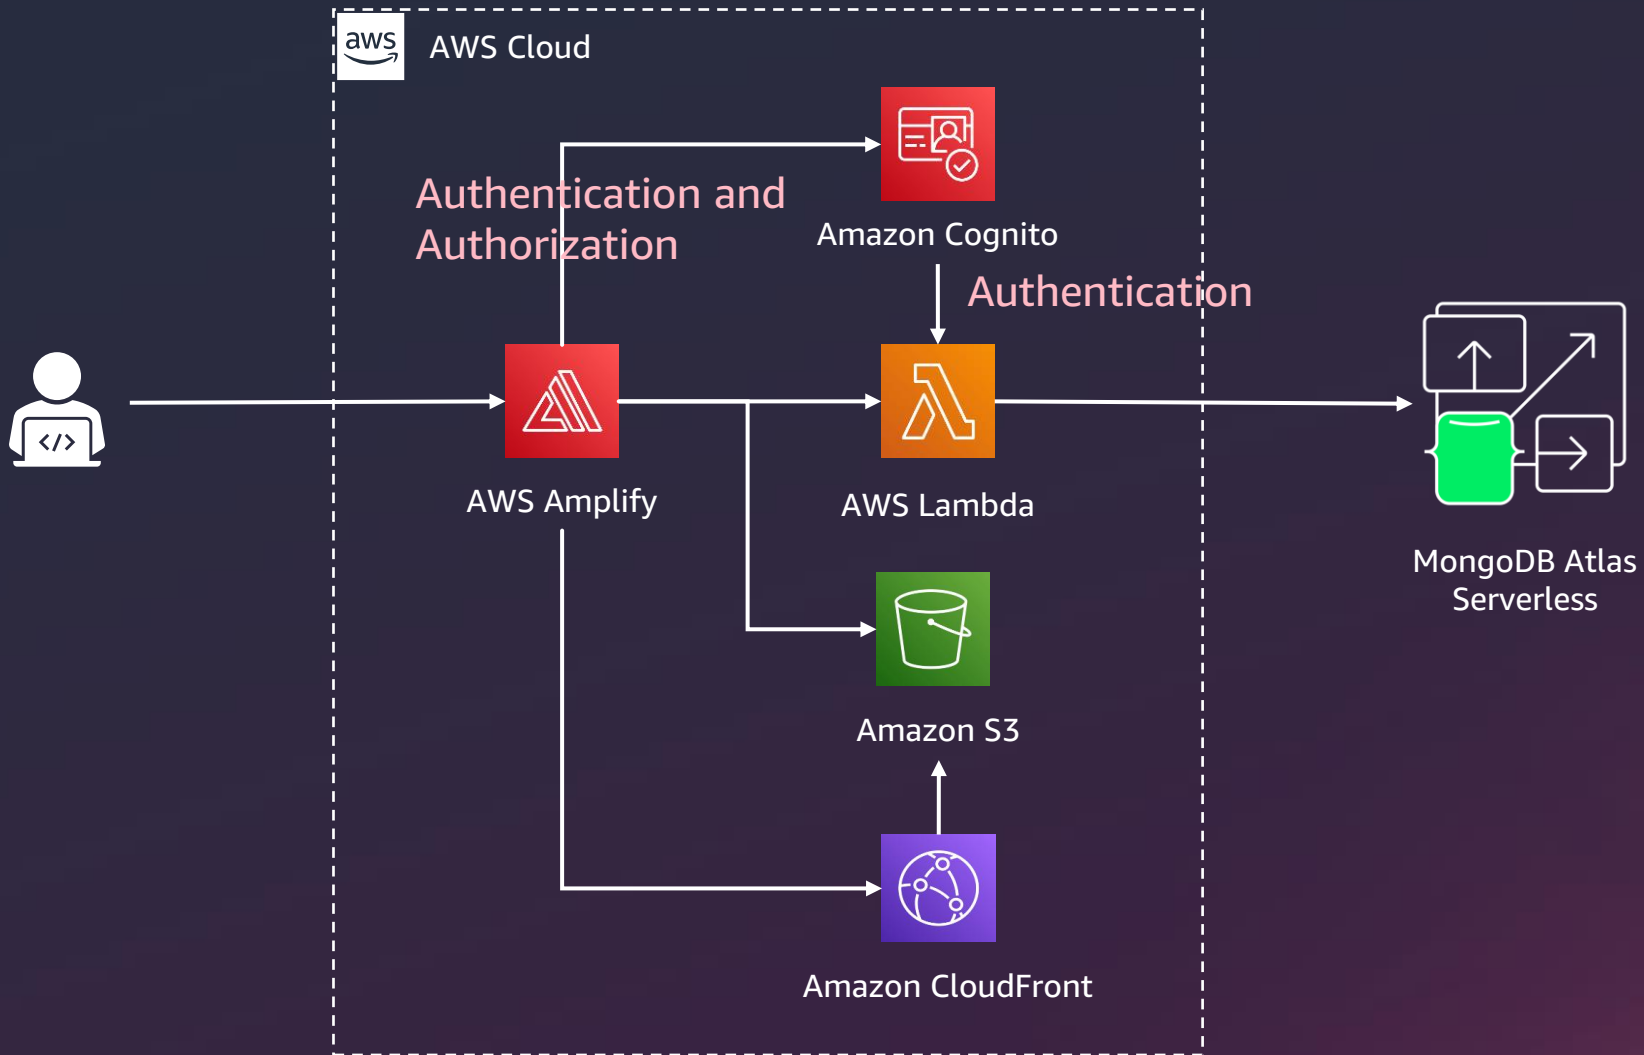 aws
AWS Cloud
Authentication and
Authorization
Amazon Cognito
Authentication
</>
AWS Amplify
AWS Lambda
MongoDB Atlas
Serverless
Amazon S3
Amazon CloudFront